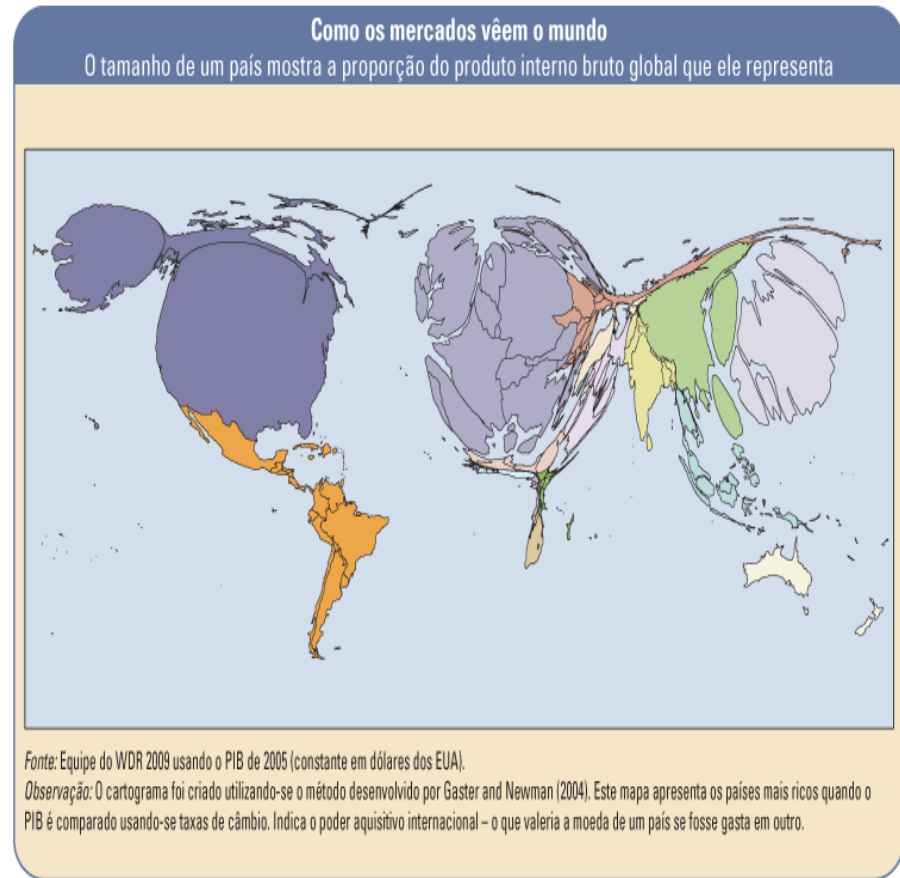 Como os mercados vêem o mundo
O tamanho de um país mostra a proporção do produto interno bruto global que ele representa
Fonte: Equipe do WDR 2009 usando o PIB de 2005 (constante em dólares dos EUA).
Observação: O cartograma foi criado utilizando-se o método desenvolvido por Gaster and Newman (2004). Este mapa apresenta os países mais ricos quando o
PIB é comparado usando-se taxas de câmbio. Indica o poder aquisitivo internacional – o que valeria a moeda de um país se fosse gasta em outro.